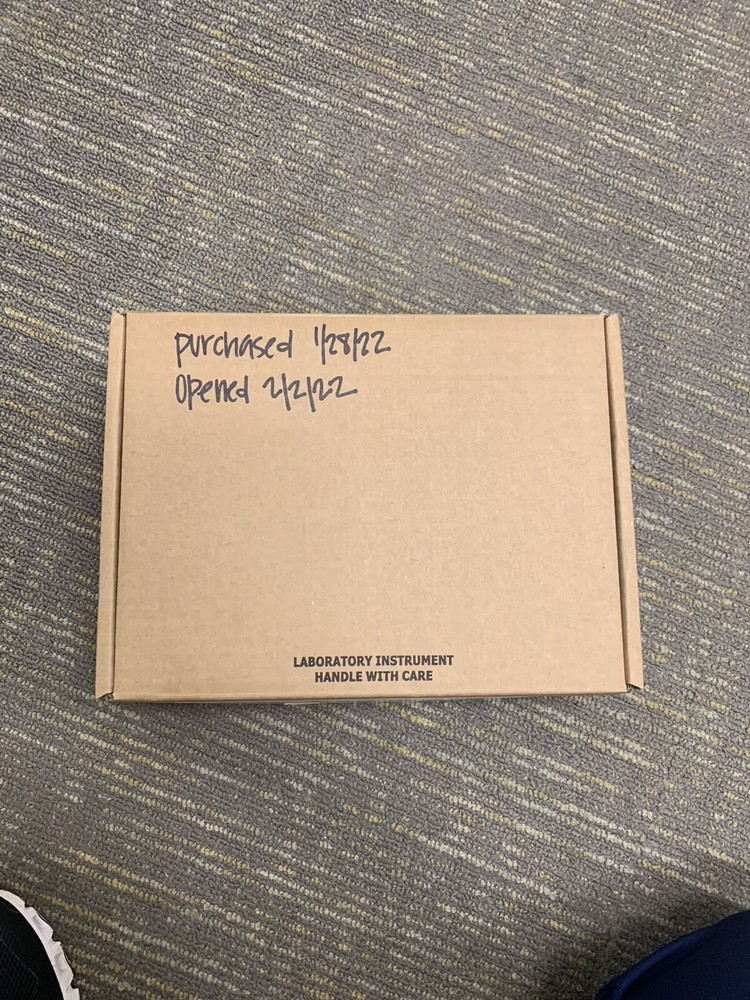 purchased 1/28/22
Opened 2/2/22
LABORATORY INSTRUMENT
HANDLE WITH CARE